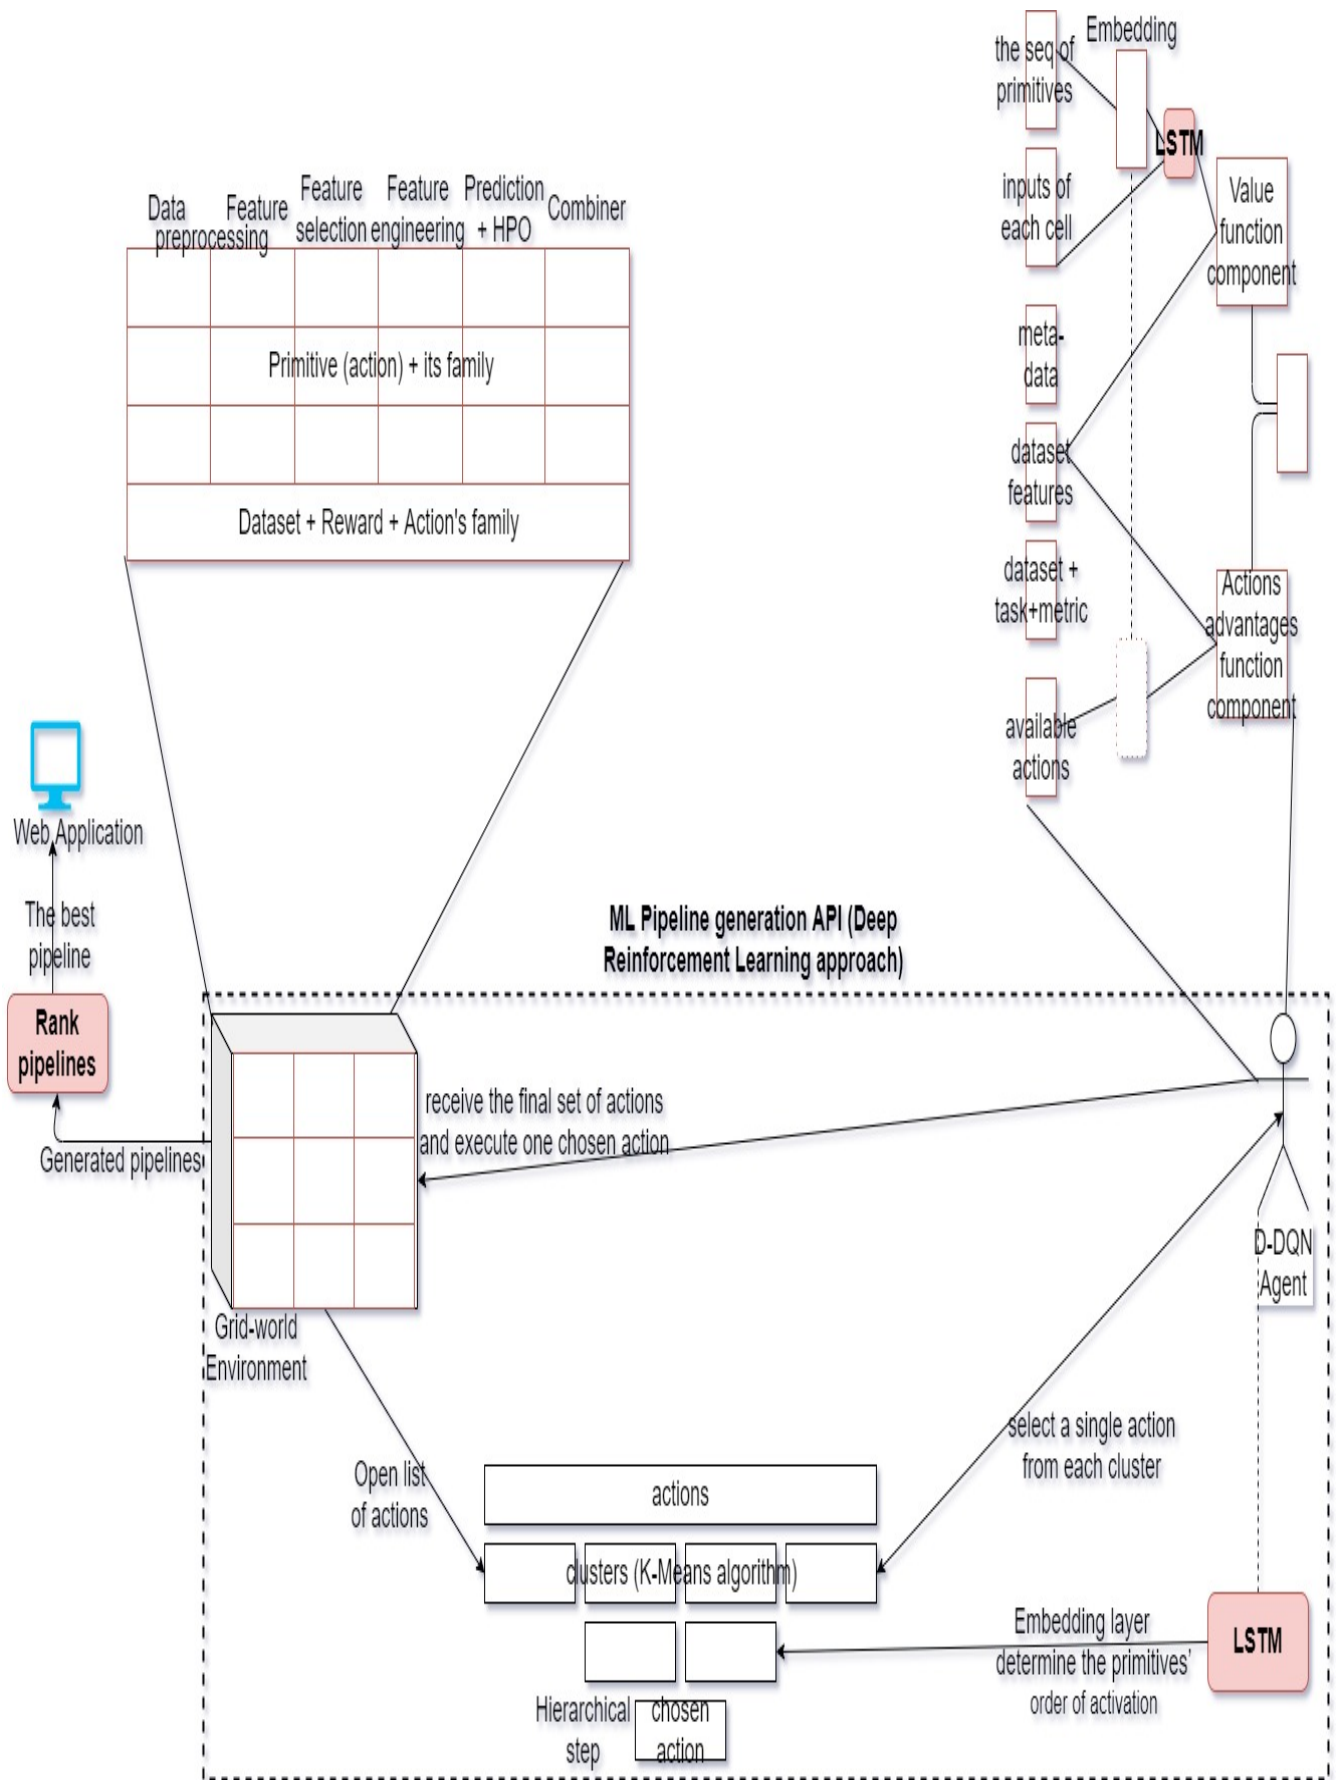 the seq of
primitives
Embedding
LSTM
inputs of
each cell
Value
function
component
meta-
data
dataset
features
dataset +
task+metric
available
actions
Actions
advantages
function
component
Data
preprocessing
Feature
Feature
selection
Feature
engineering
Prediction
+ HPO
Combiner
Primitive (action) + its family
Dataset + Reward + Action's family
Web Application
The best
pipeline
Rank
pipelines
Generated pipelines
ML Pipeline generation API (Deep
Reinforcement Learning approach)
receive the final set of actions
and execute one chosen action
Grid-world
Environment
D-DQN
Agent
Open list
of actions
select a single action
from each cluster
actions
clusters (K-Means algorithm)
Embedding layer
determine the primitives'
order of activation
LSTM
Hierarchical
step
chosen
action